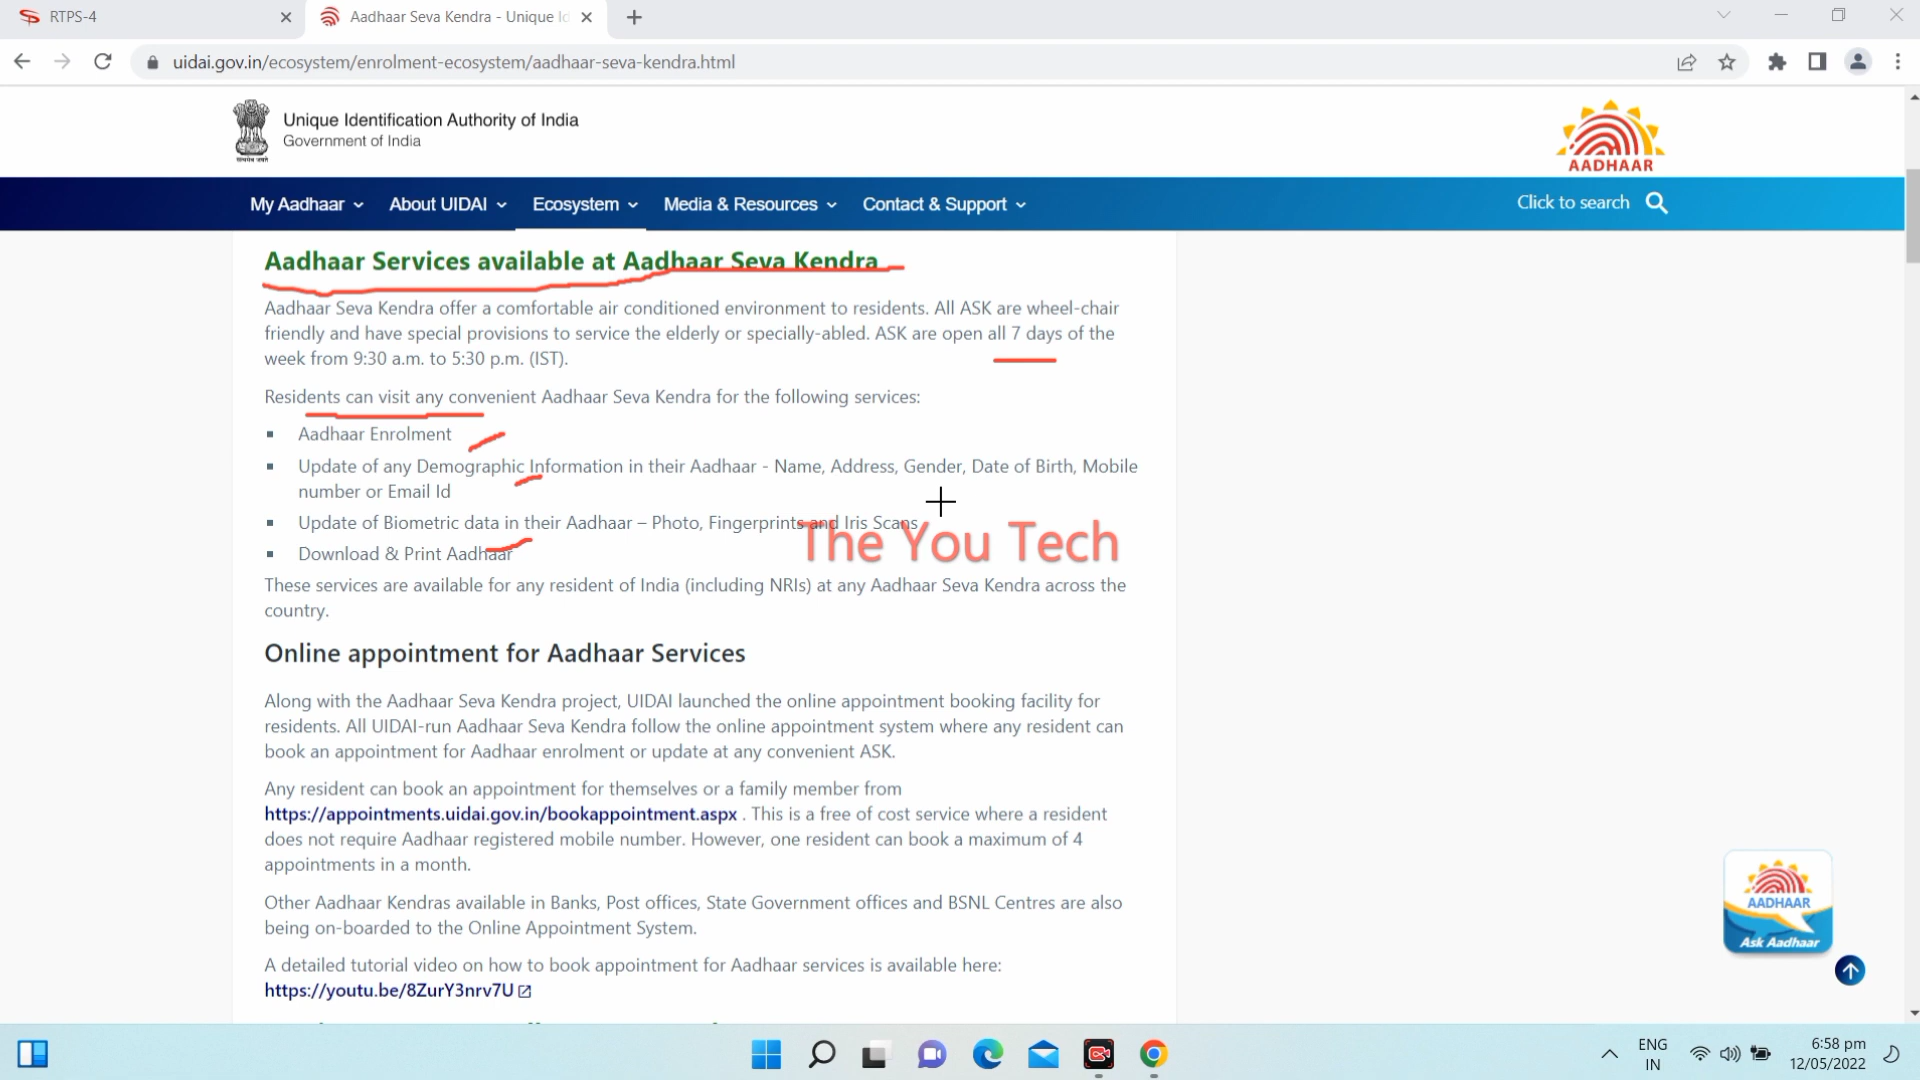 RTPS-4
Aadhaar Seva Kendra - Unique Id
uidai.gov.in/ecosystem/enrolment-ecosystem/aadhaar-seva-kendra.html
Unique Identification Authority of India
Government of India
AADHAAR
My Aadhaar About UIDAI Ecosystem Media & Resources Contact & Support Click to search
Aadhaar Services available at Aadhaar Seva Kendra
Aadhaar Seva Kendra offer a comfortable air conditioned environment to residents. All ASK are wheel-chair
friendly and have special provisions to service the elderly or specially-abled. ASK are open all 7 days of the
week from 9:30 a.m. to 5:30 p.m. (IST).
Residents can visit any convenient Aadhaar Seva Kendra for the following services:
Aadhaar Enrolment
Update of any Demographic Information in their Aadhaar - Name, Address, Gender, Date of Birth, Mobile
number or Email Id
Update of Biometric data in their Aadhaar – Photo, Fingerprints and Iris Scans
The You Tech
Download & Print Aadhaar
These services are available for any resident of India (including NRIs) at any Aadhaar Seva Kendra across the
country.
Online appointment for Aadhaar Services
Along with the Aadhaar Seva Kendra project, UIDAI launched the online appointment booking facility for
residents. All UIDAI-run Aadhaar Seva Kendra follow the online appointment system where any resident can
book an appointment for Aadhaar enrolment or update at any convenient ASK.
Any resident can book an appointment for themselves or a family member from
https://appointments.uidai.gov.in/bookappointment.aspx . This is a free of cost service where a resident
does not require Aadhaar registered mobile number. However, one resident can book a maximum of 4
appointments in a month.
Other Aadhaar Kendras available in Banks, Post offices, State Government offices and BSNL Centres are also
being on-boarded to the Online Appointment System.
A detailed tutorial video on how to book appointment for Aadhaar services is available here:
https://youtu.be/8ZurY3nrv7U
AADHAAR
Ask Aadhaar
ENG
IN
6:58 pm
12/05/2022